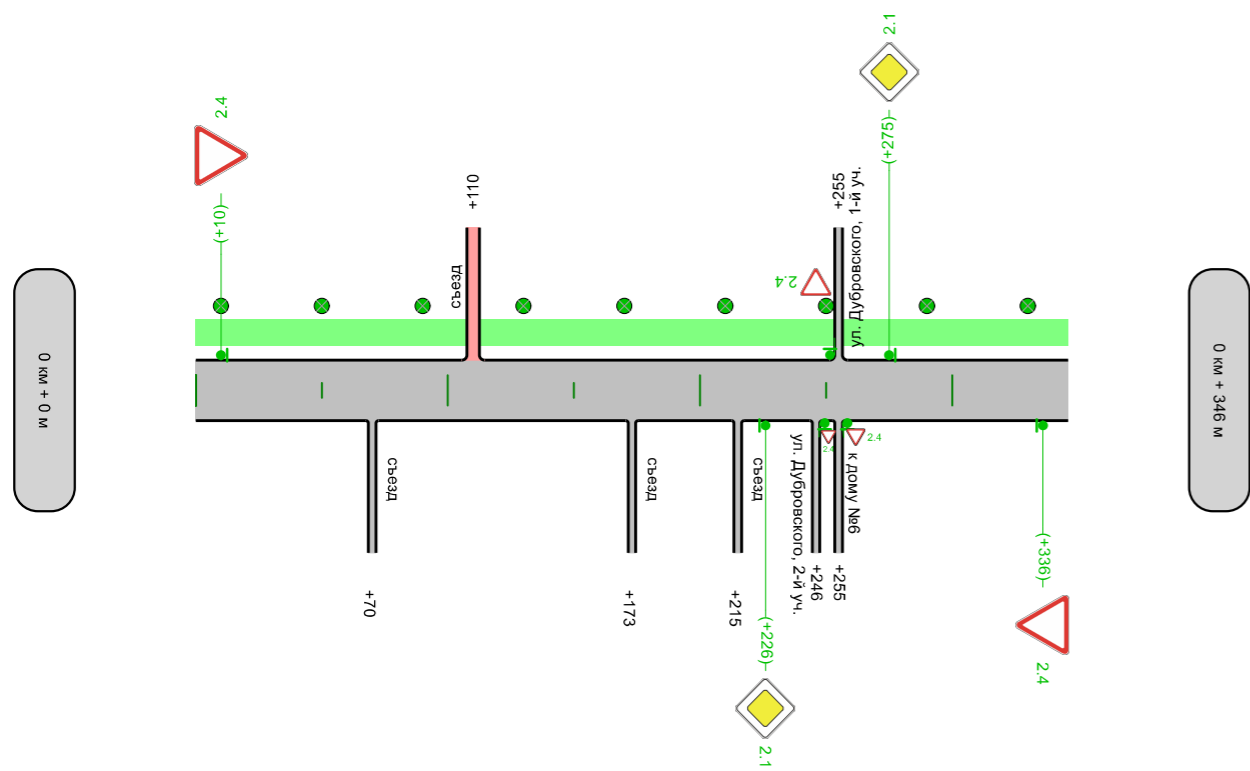 2.1
2.4
(+275)
(+10)
+110
+255
ул. Дубровского, 1-й уч.
съезд
2.4
0 км + 0 м
0 км + 346 м
2.4
2.4
съезд
съезд
съезд
ул. Дубровского, 2-й уч.
к дому №6
(+336)
+70
+173
+215
+246
+255
(+226)
2.4
2.1